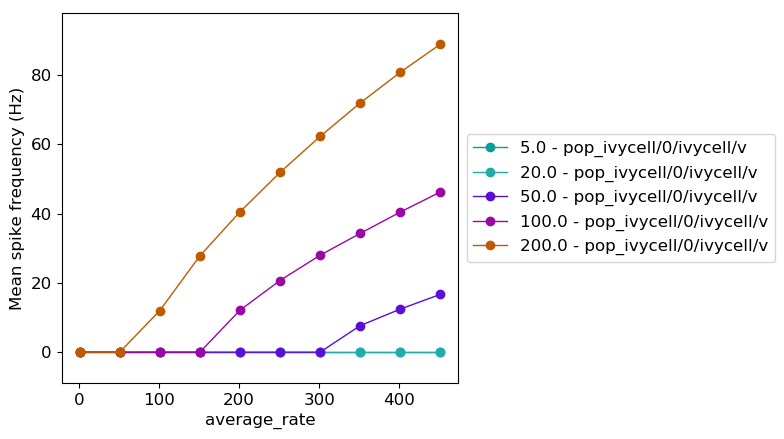 Mean spike frequency (Hz)
80
60
40
20
0
0 100 200 300 400
average_rate
5.0 - pop_ivycell/0/ivycell/v
20.0 - pop_ivycell/0/ivycell/v
50.0 - pop_ivycell/0/ivycell/v
100.0 - pop_ivycell/0/ivycell/v
200.0 - pop_ivycell/0/ivycell/v